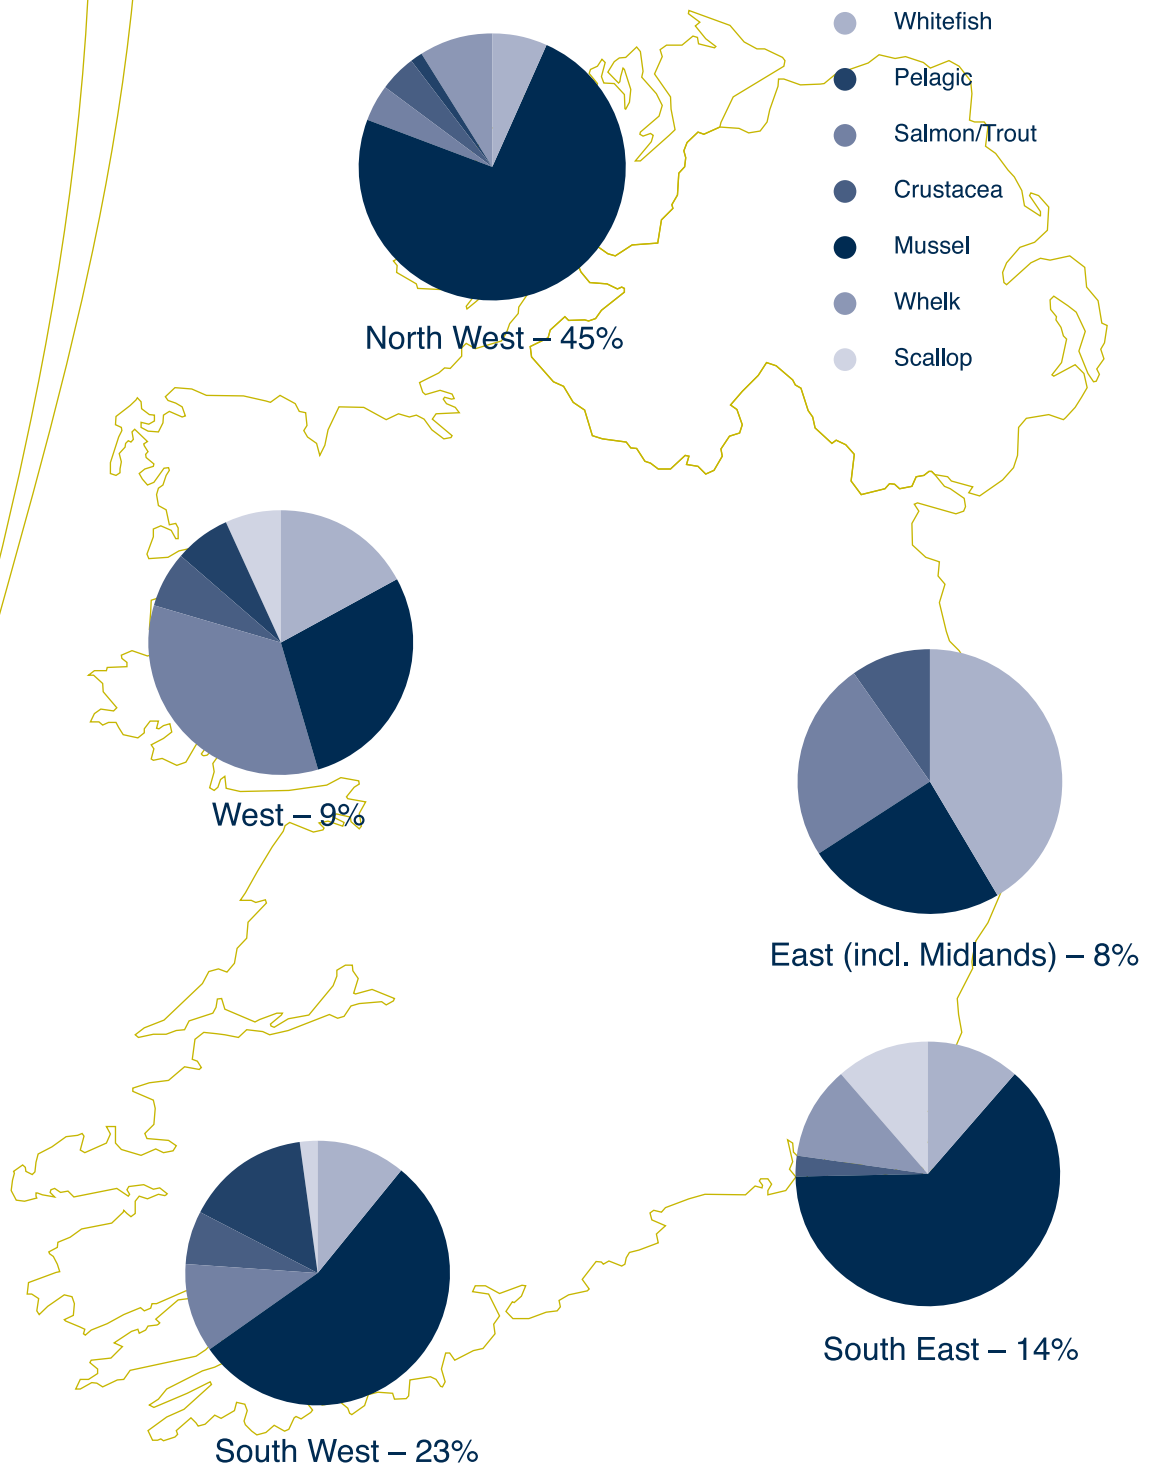 Whitefish
Pelagic
Salmon/Trout
Crustacea
Mussel
Whelk
Scallop
North West – 45%
West – 9%
East (incl. Midlands) – 8%
South East – 14%
South West – 23%